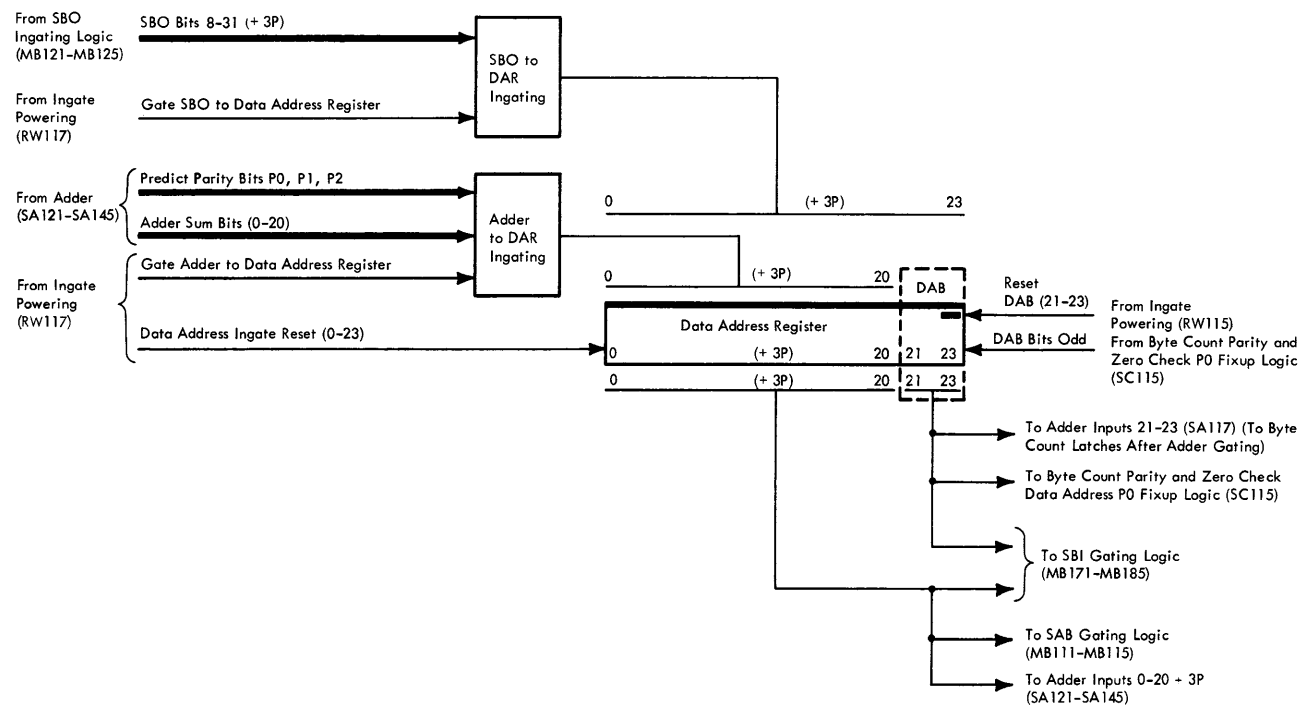 From SBO
Ingating Logic
(MB121-MB125)
SBO Bits 8-31 (+ 3P)
SBO to
DAR
Ingating
From Ingate
Powering
(RW117)
Gate SBO to Data Address Register
From Adder
(SA121-SA145)
Predict Parity Bits P0, P1, P2
Adder Sum Bits (0-20)
Adder
to DAR
Ingating
0 (+ 3P) 23
From Ingate
Powering
(RW117)
Gate Adder to Data Address Register
Data Address Ingate Reset (0-23)
0 (+ 3P) 20
DAB
Reset
DAB (21-23)
From Ingate
Powering (RW115)
Data Address Register
0 (+ 3P) 20 21 23
DAB Bits Odd
From Byte Count Parity and
Zero Check P0 Fixup Logic
(SC115)
0 (+ 3P) 20 21 23
To Adder Inputs 21-23 (SA117) (To Byte
Count Latches After Adder Gating)
To Byte Count Parity and Zero Check
Data Address P0 Fixup Logic (SC115)
To SBI Gating Logic
(MB171-MB185)
To SAB Gating Logic
(MB111-MB115)
To Adder Inputs 0-20 + 3P
(SA121-SA145)